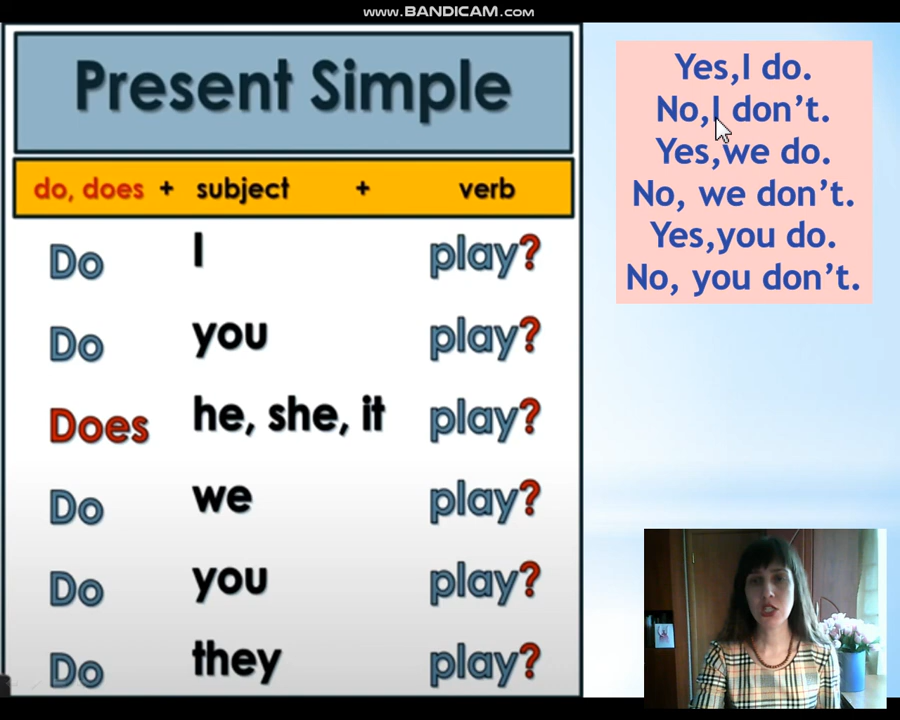 www.BANDICAM.com
Present Simple
do, does + subject + verb
Do I play?
Do you play?
Does he, she, it play?
Do we play?
Do you play?
Do they play?
Yes,I do.
No,I don't.
Yes,we do.
No, we don't.
Yes,you do.
No, you don't.